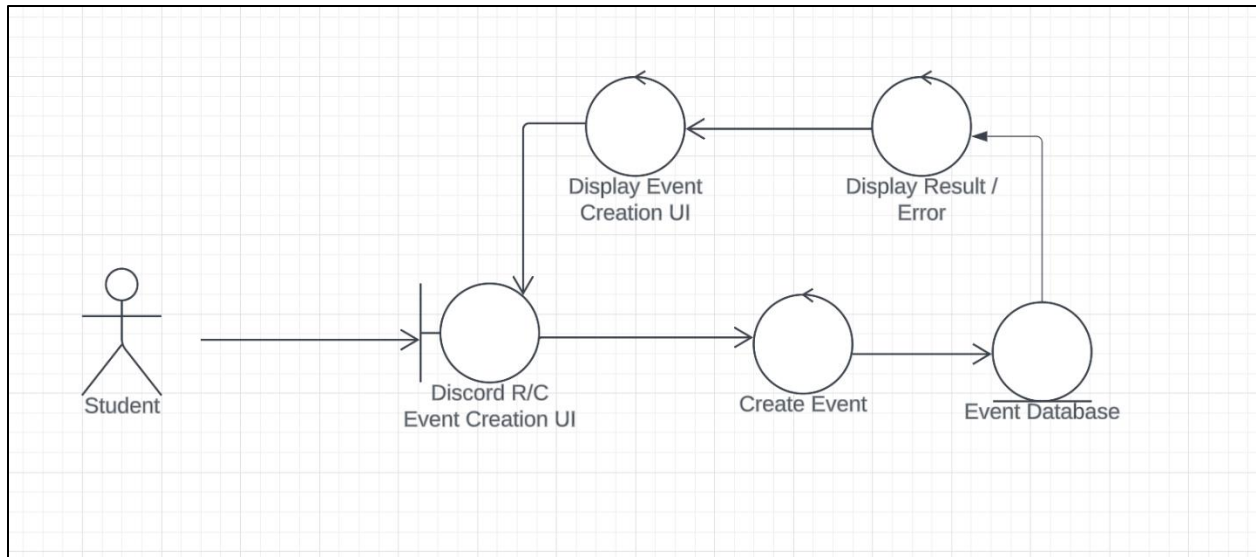 Display Event
Creation UI
Display Result /
Error
Student
Discord R/C
Event Creation UI
Create Event
Event Database